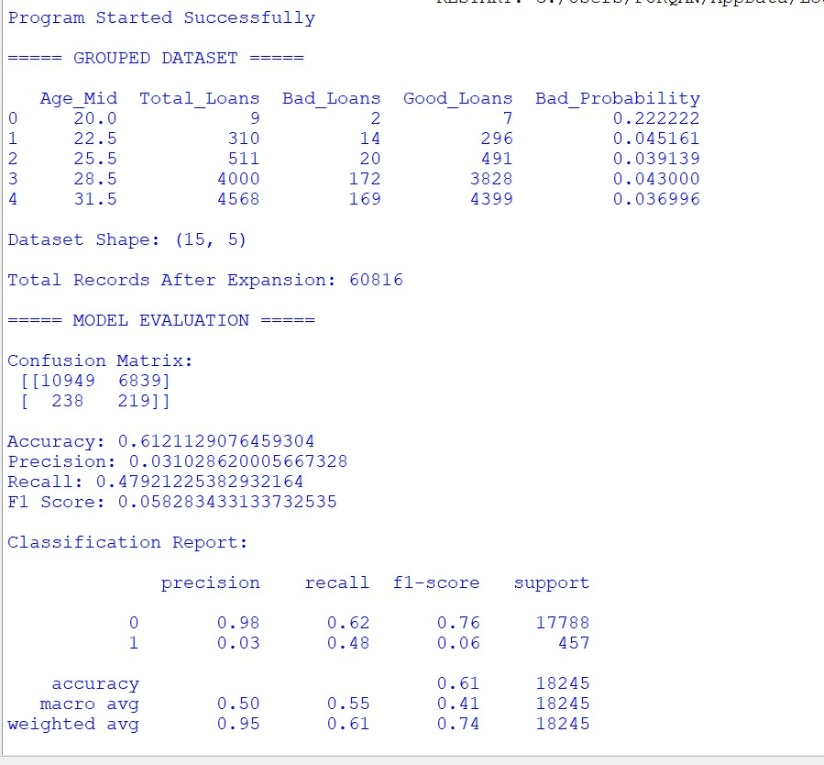 Program Started Successfully
===== GROUPED DATASET =====
Age_Mid Total_Loans Bad_Loans Good_Loans Bad_Probability
0 20.0 9 2 7 0.222222
1 22.5 310 14 296 0.045161
2 25.5 511 20 491 0.039139
3 28.5 4000 172 3828 0.043000
4 31.5 4568 169 4399 0.036996
Dataset Shape: (15, 5)
Total Records After Expansion: 60816
===== MODEL EVALUATION =====
Confusion Matrix:
[[10949 6839]
[ 238 219]]
Accuracy: 0.6121129076459304
Precision: 0.031028620005667328
Recall: 0.47921225382932164
F1 Score: 0.058283433133732535
Classification Report:
precision recall f1-score support
0 0.98 0.62 0.76 17788
1 0.03 0.48 0.06 457
accuracy 0.61 18245
macro avg 0.50 0.55 0.41 18245
weighted avg 0.95 0.61 0.74 18245